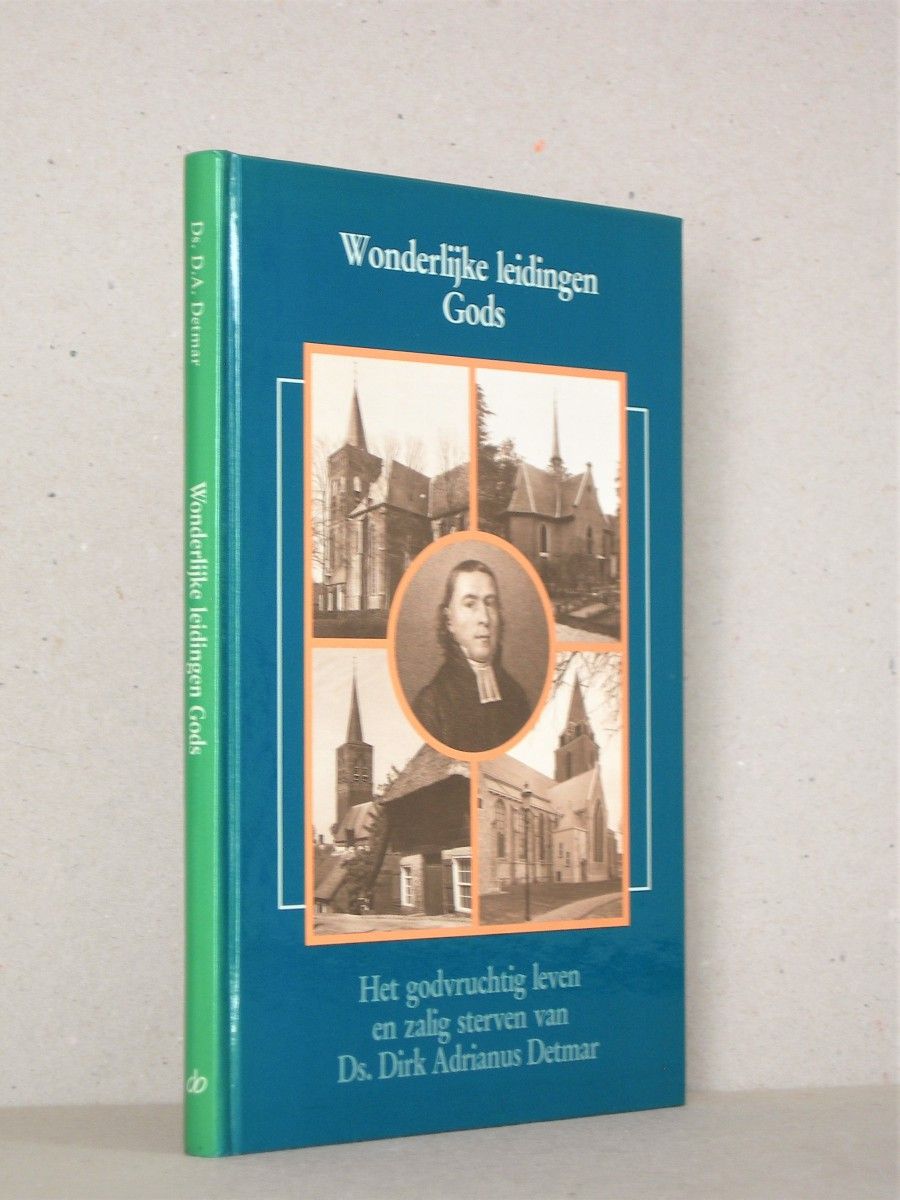 Wonderlijke leidingen
Gods
Het godvruchtig leven
en zalig sterven van
Ds. Dirk Adrianus Detmar
Ds. D.A. Detmar
Wonderlijke leidingen Gods